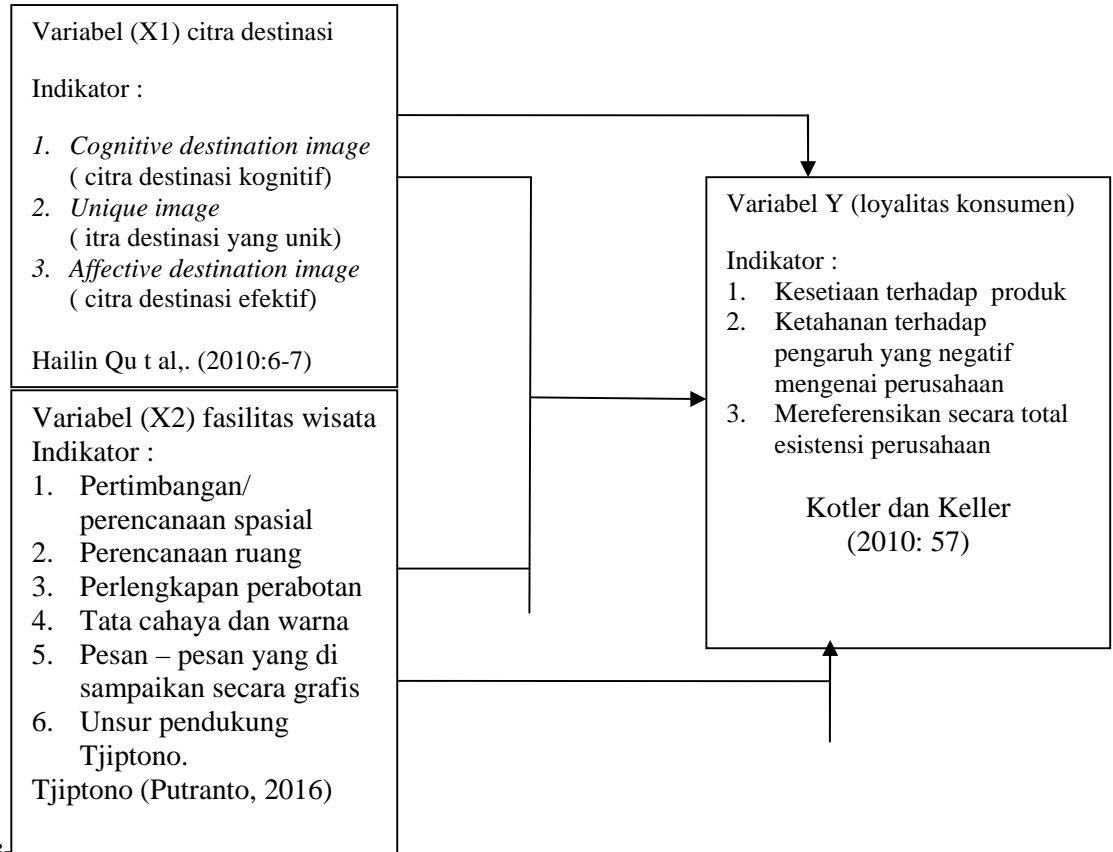 Variabel (X1) citra destinasi
Indikator :
1. Cognitive destination image
( citra destinasi kognitif)
2. Unique image
( itra destinasi yang unik)
3. Affective destination image
( citra destinasi efektif)
Hailin Qu t al,. (2010:6-7)
Variabel (X2) fasilitas wisata
Indikator :
1. Pertimbangan/
perencanaan spasial
2. Perencanaan ruang
3. Perlengkapan perabotan
4. Tata cahaya dan warna
5. Pesan – pesan yang di
sampaikan secara grafis
6. Unsur pendukung
Tjiptono.
Tjiptono (Putranto, 2016)
Variabel Y (loyalitas konsumen)
Indikator :
1. Kesetiaan terhadap produk
2. Ketahanan terhadap
pengaruh yang negatif
mengenai perusahaan
3. Mereferensikan secara total
esistensi perusahaan
Kotler dan Keller
(2010: 57)